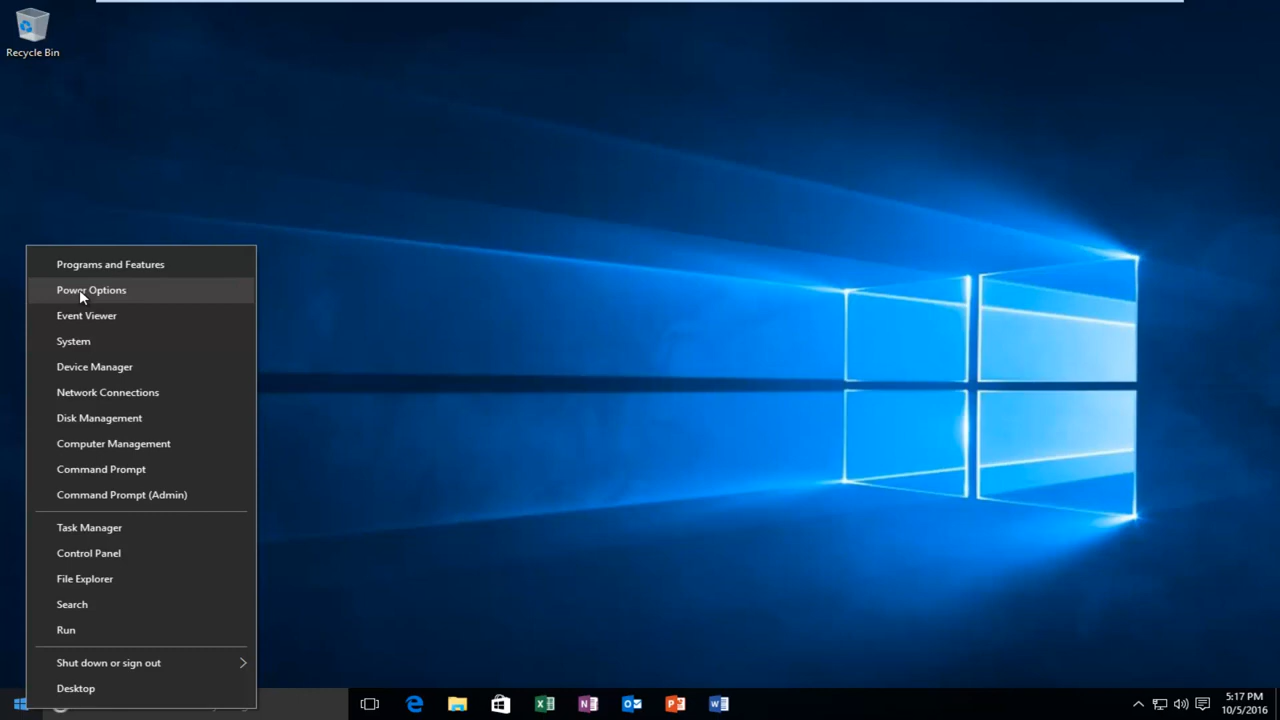 Recycle Bin
Programs and Features
Power Options
Event Viewer
System
Device Manager
Network Connections
Disk Management
Computer Management
Command Prompt
Command Prompt (Admin)
Task Manager
Control Panel
File Explorer
Search
Run
Shut down or sign out
Desktop
5:17 PM
10/5/2016